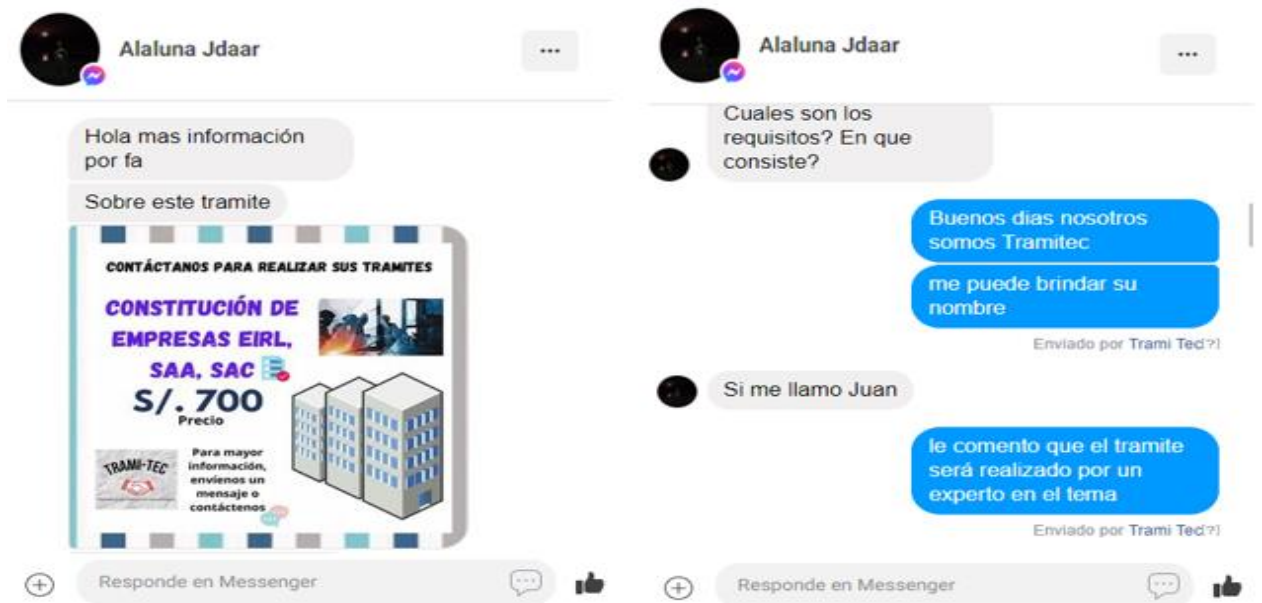 Alaluna Jdaar
...
Hola mas información
por fa
Sobre este tramite
CONTÁCTANOS PARA REALIZAR SUS TRAMITES
CONSTITUCIÓN DE
EMPRESAS EIRL,
SAA, SAC
S/. 700
Precio
TRAMI-TEC
Para mayor
información,
envíenos un
mensaje o
contáctenos
Responde en Messenger
Alaluna Jdaar
...
Cuales son los
requisitos? En que
consiste?
Buenos dias nosotros
somos Tramitec
me puede brindar su
nombre
Enviado por Trami Tec[?]
Si me llamo Juan
le comento que el tramite
será realizado por un
experto en el tema
Enviado por Trami Tec[?]
Responde en Messenger